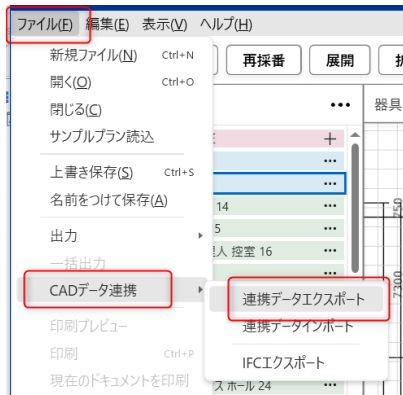 ファイル(F) 編集(E) 表示(V) ヘルプ(H)
新規ファイル(N) Ctrl+N
再採番 展開
開く(O) Ctrl+O
閉じる(C)
••• 器具
サンプルプラン読込
+
•••
上書き保存(S) Ctrl+S
•••
名前をつけて保存(A)
14 •••
750
出力
5 •••
人 控室 16 •••
一括出力
•••
7300
CADデータ連携
連携データエクスポート
印刷プレビュー
連携データインポート
印刷 Ctrl+P
IFCエクスポート
現在のドキュメントを印刷
ス ホール 24 •••